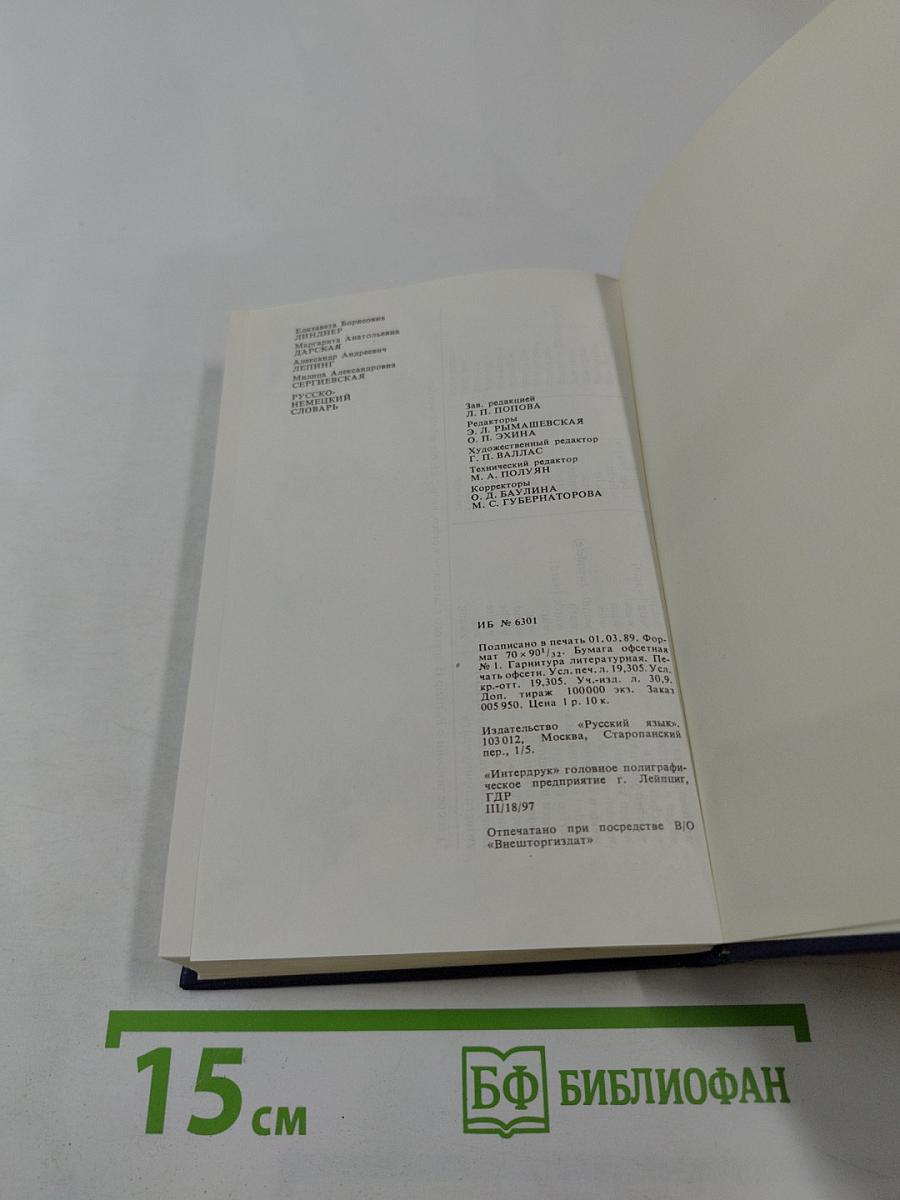 Елизавета Борисовна
ЛИНДНЕР
Маргарита Анатольевна
ДАРСКАЯ
Александр Андреевич
ЛЕПИНГ
Милица Александровна
СЕРГИЕВСКАЯ
РУССКО-
НЕМЕЦКИЙ
СЛОВАРЬ
Зав. редакцией
Л. П. ПОПОВА
Редакторы
Э. Л. РЫМАШЕВСКАЯ
О. П. ЭХИНА
Художественный редактор
Г. П. ВАЛЛАС
Технический редактор
М. А. ПОЛУЯН
Корректоры
О. Д. БАУЛИНА
М. С. ГУБЕРНАТОРОВА
ИБ № 6301
Подписано в печать 01.03.89. Фор-
мат 70×90¹/₃₂. Бумага офсетная
№ 1. Гарнитура литературная. Пе-
чать офсетн. Усл. печ. л. 19,305. Усл.
кр.-отт. 19,305. Уч.-изд. л. 30,9.
Доп. тираж 100000 экз. Заказ
005950. Цена 1 р. 10 к.
Издательство «Русский язык».
103012, Москва, Старопанский
пер., 1/5.
«Интердрук» головное полиграфи-
ческое предприятие г. Лейпциг,
ГДР
III/18/97
Отпечатано при посредстве В/О
«Внешторгиздат»
15 см
БФ БИБЛИОФАН